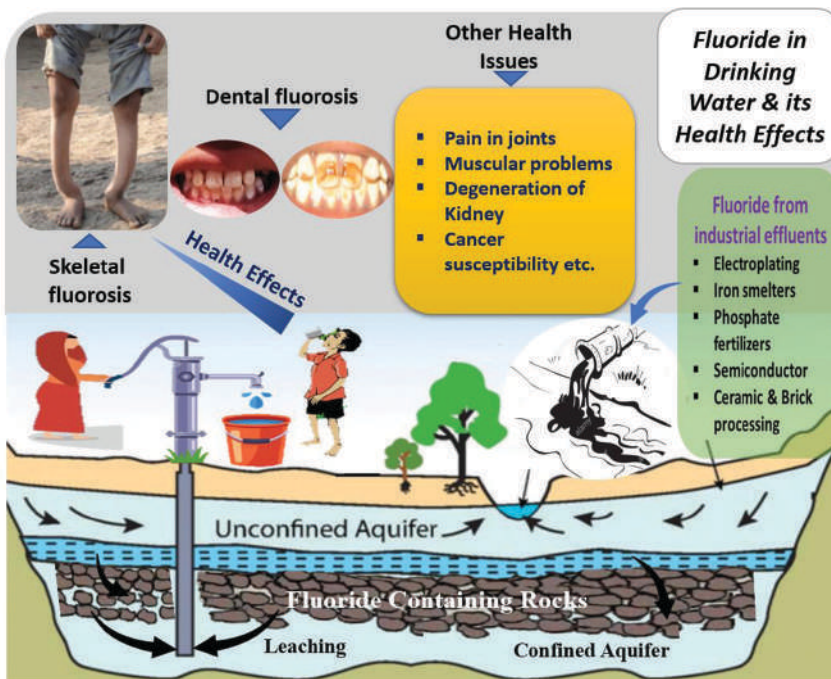 Fluoride in
Drinking
Water & its
Health Effects
Other Health
Issues
Dental fluorosis
Pain in joints
Muscular problems
Degeneration of
Kidney
Cancer
susceptibility etc.
Skeletal
fluorosis
Health Effects
Fluoride from
industrial effluents
Electroplating
Iron smelters
Phosphate
fertilizers
Semiconductor
Ceramic & Brick
processing
Unconfined Aquifer
Fluoride Containing Rocks
Leaching
Confined Aquifer